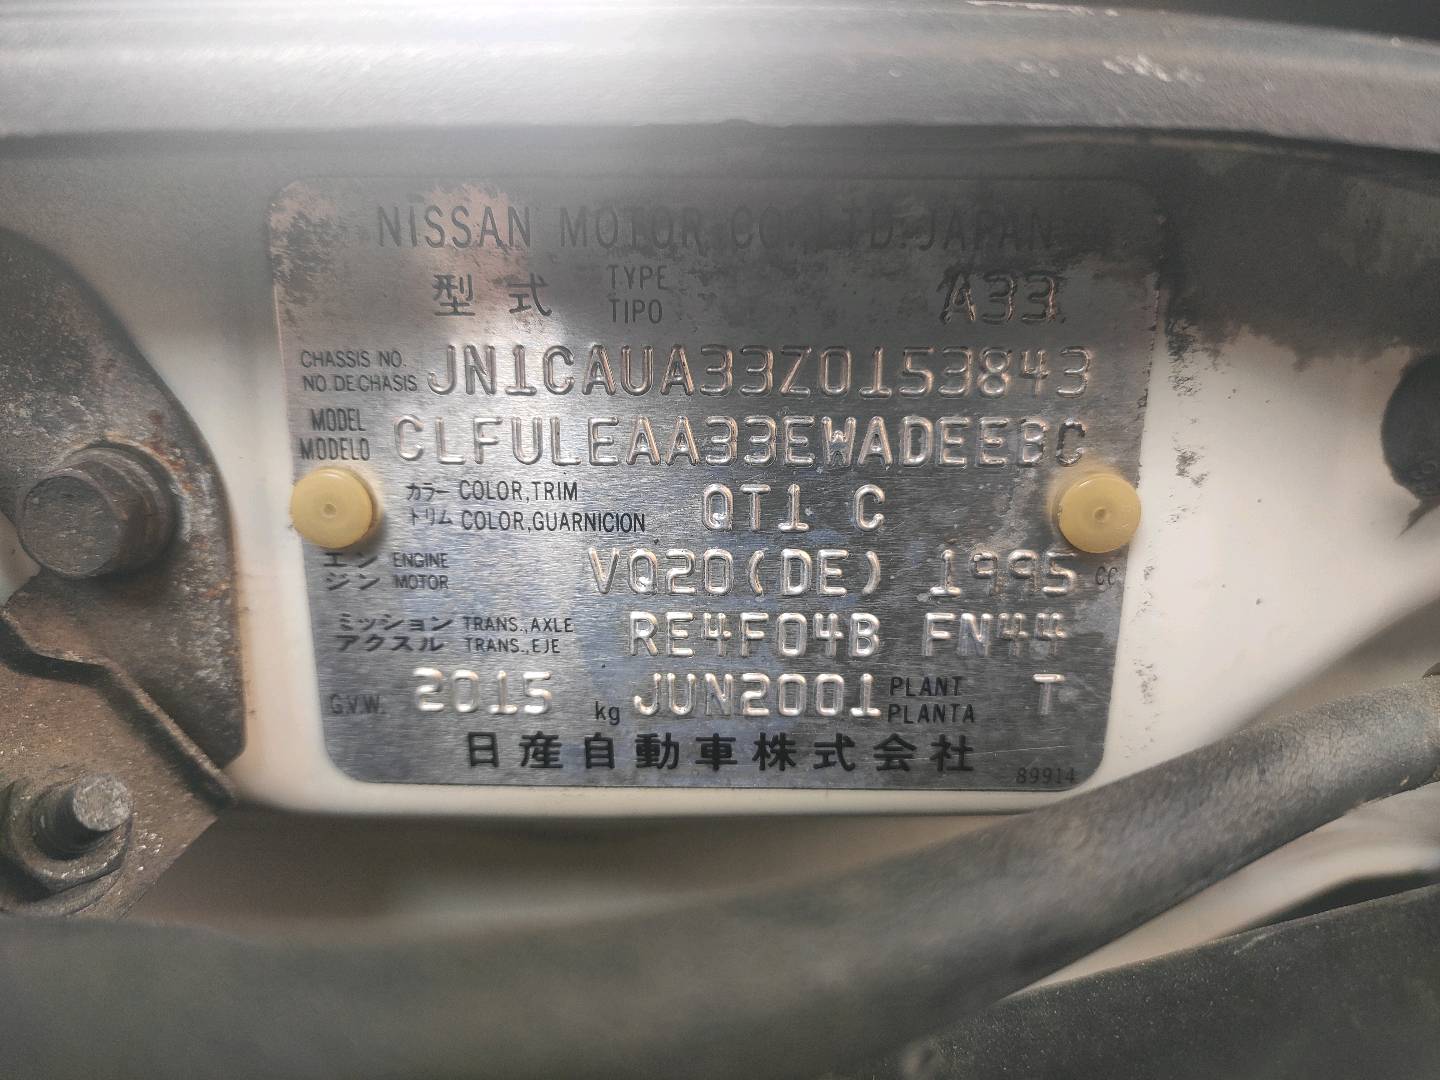 NISSAN MOTOR CO., LTD. JAPAN
型式 TYPE TIPO A33
CHASSIS NO. NO. DE CHASIS JN1CAUA33Z0153843
MODEL MODELO CLFULEAA33EWADEEBC
カラー トリム COLOR, TRIM COLOR, GUARNICION QT1 C
エンジン ENGINE MOTOR VQ20(DE) 1995 CC
ミッション アクスル TRANS., AXLE TRANS., EJE RE4F04B FN44
G.V.W. 2015 kg JUN2001 PLANT PLANTA T
日産自動車株式会社
89914